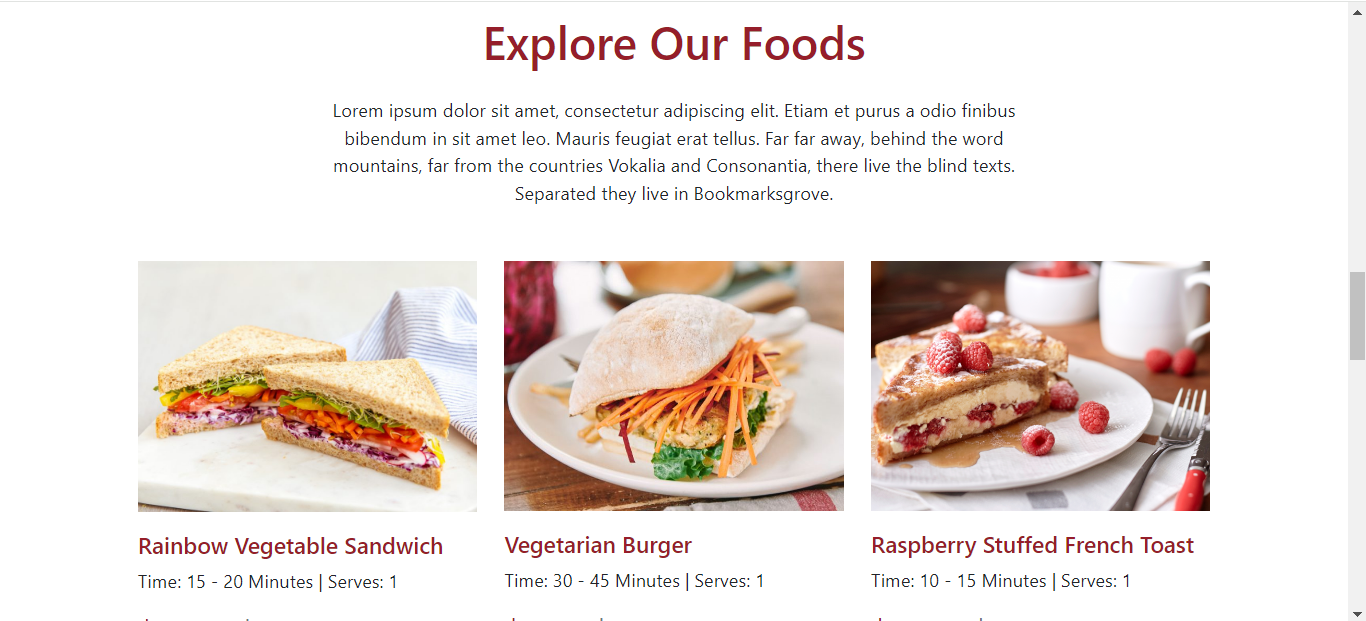 Explore Our Foods
Lorem ipsum dolor sit amet, consectetur adipiscing elit. Etiam et purus a odio finibus
bibendum in sit amet leo. Mauris feugiat erat tellus. Far far away, behind the word
mountains, far from the countries Vokalia and Consonantia, there live the blind texts.
Separated they live in Bookmarksgrove.
Rainbow Vegetable Sandwich
Time: 15 - 20 Minutes | Serves: 1
Vegetarian Burger
Time: 30 - 45 Minutes | Serves: 1
Raspberry Stuffed French Toast
Time: 10 - 15 Minutes | Serves: 1